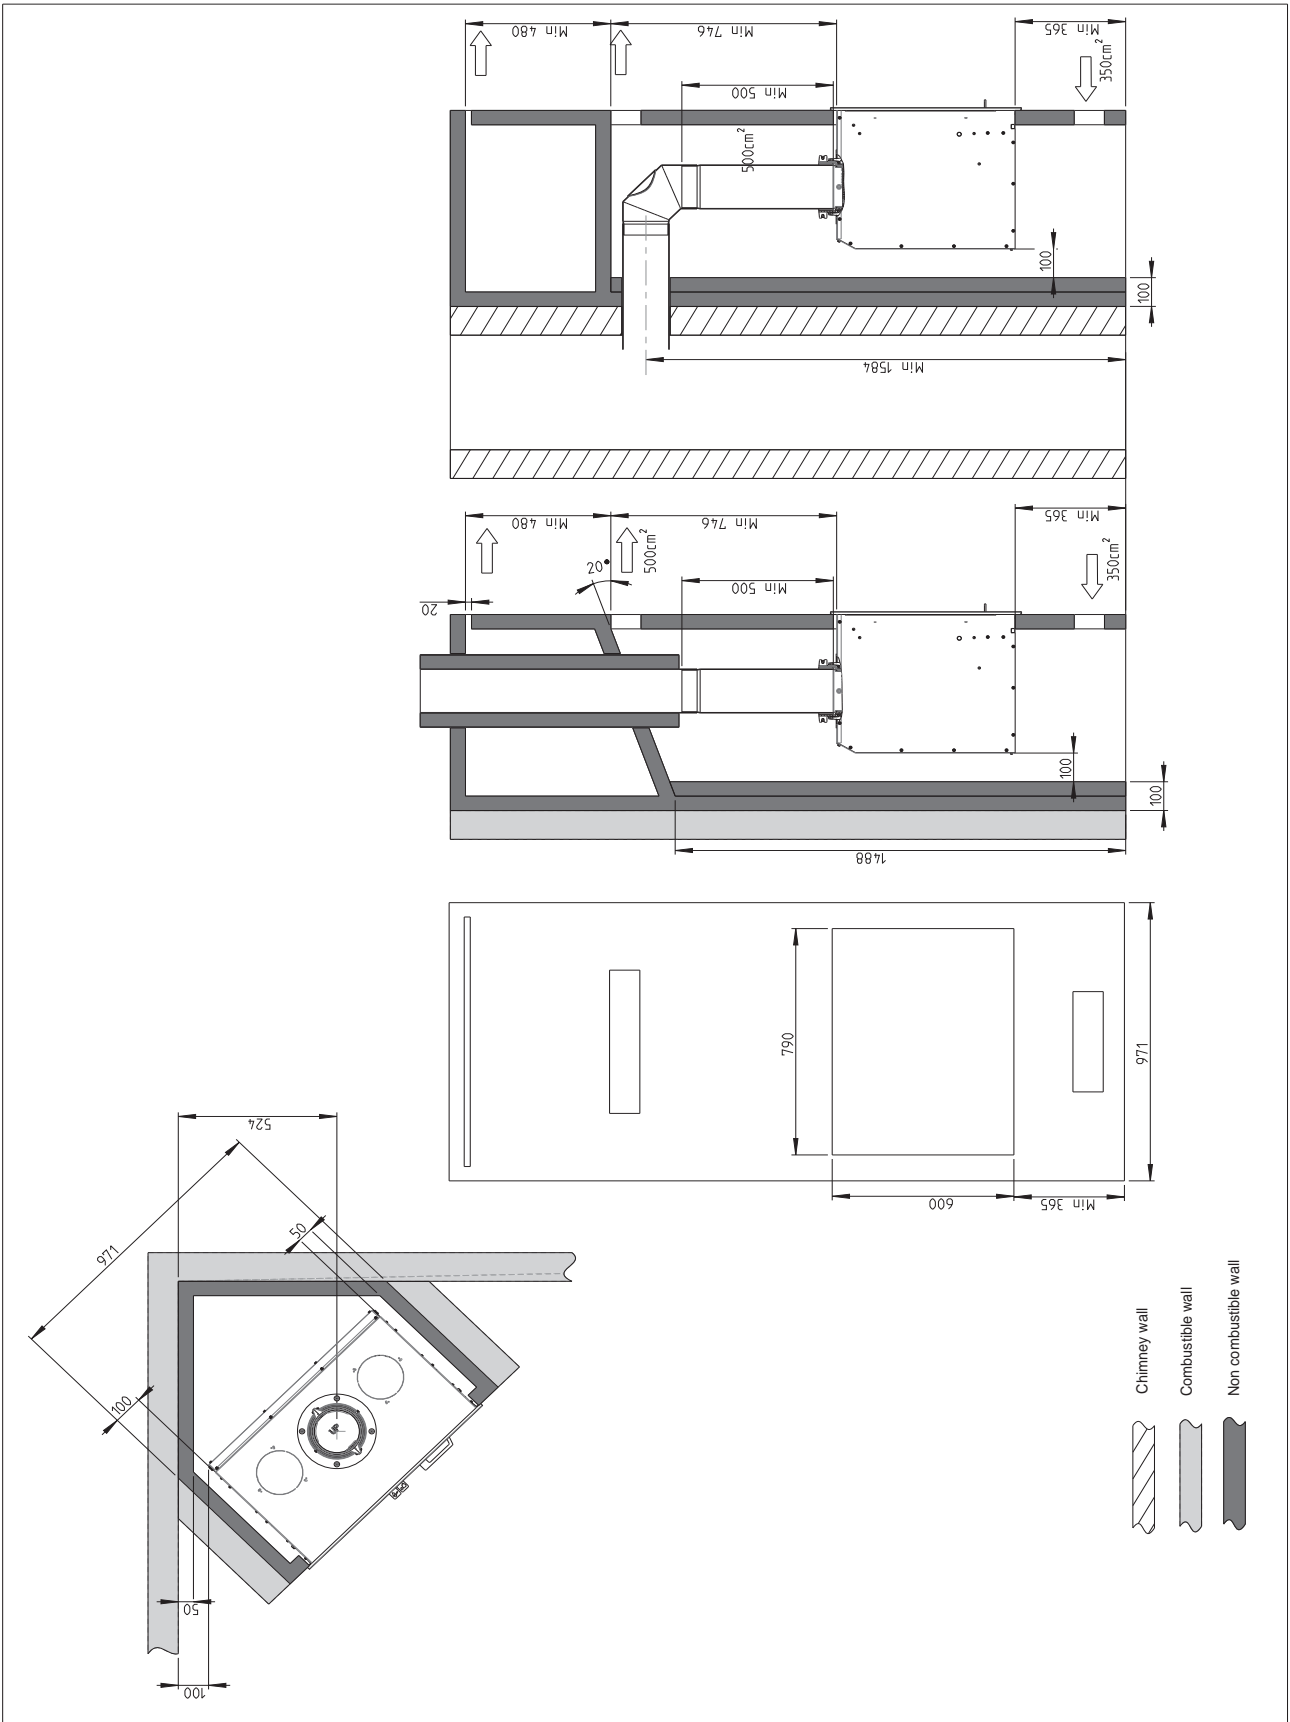 Min 480
Min 746
Min 365
350cm²
Min 500
500cm²
100
100
Min 1584
Min 480
Min 746
Min 365
20
20°
500cm²
350cm²
Min 500
100
100
1488
790
971
600
Min 365
524
971
50
100
UP
50
100
Chimney wall
Combustible wall
Non combustible wall